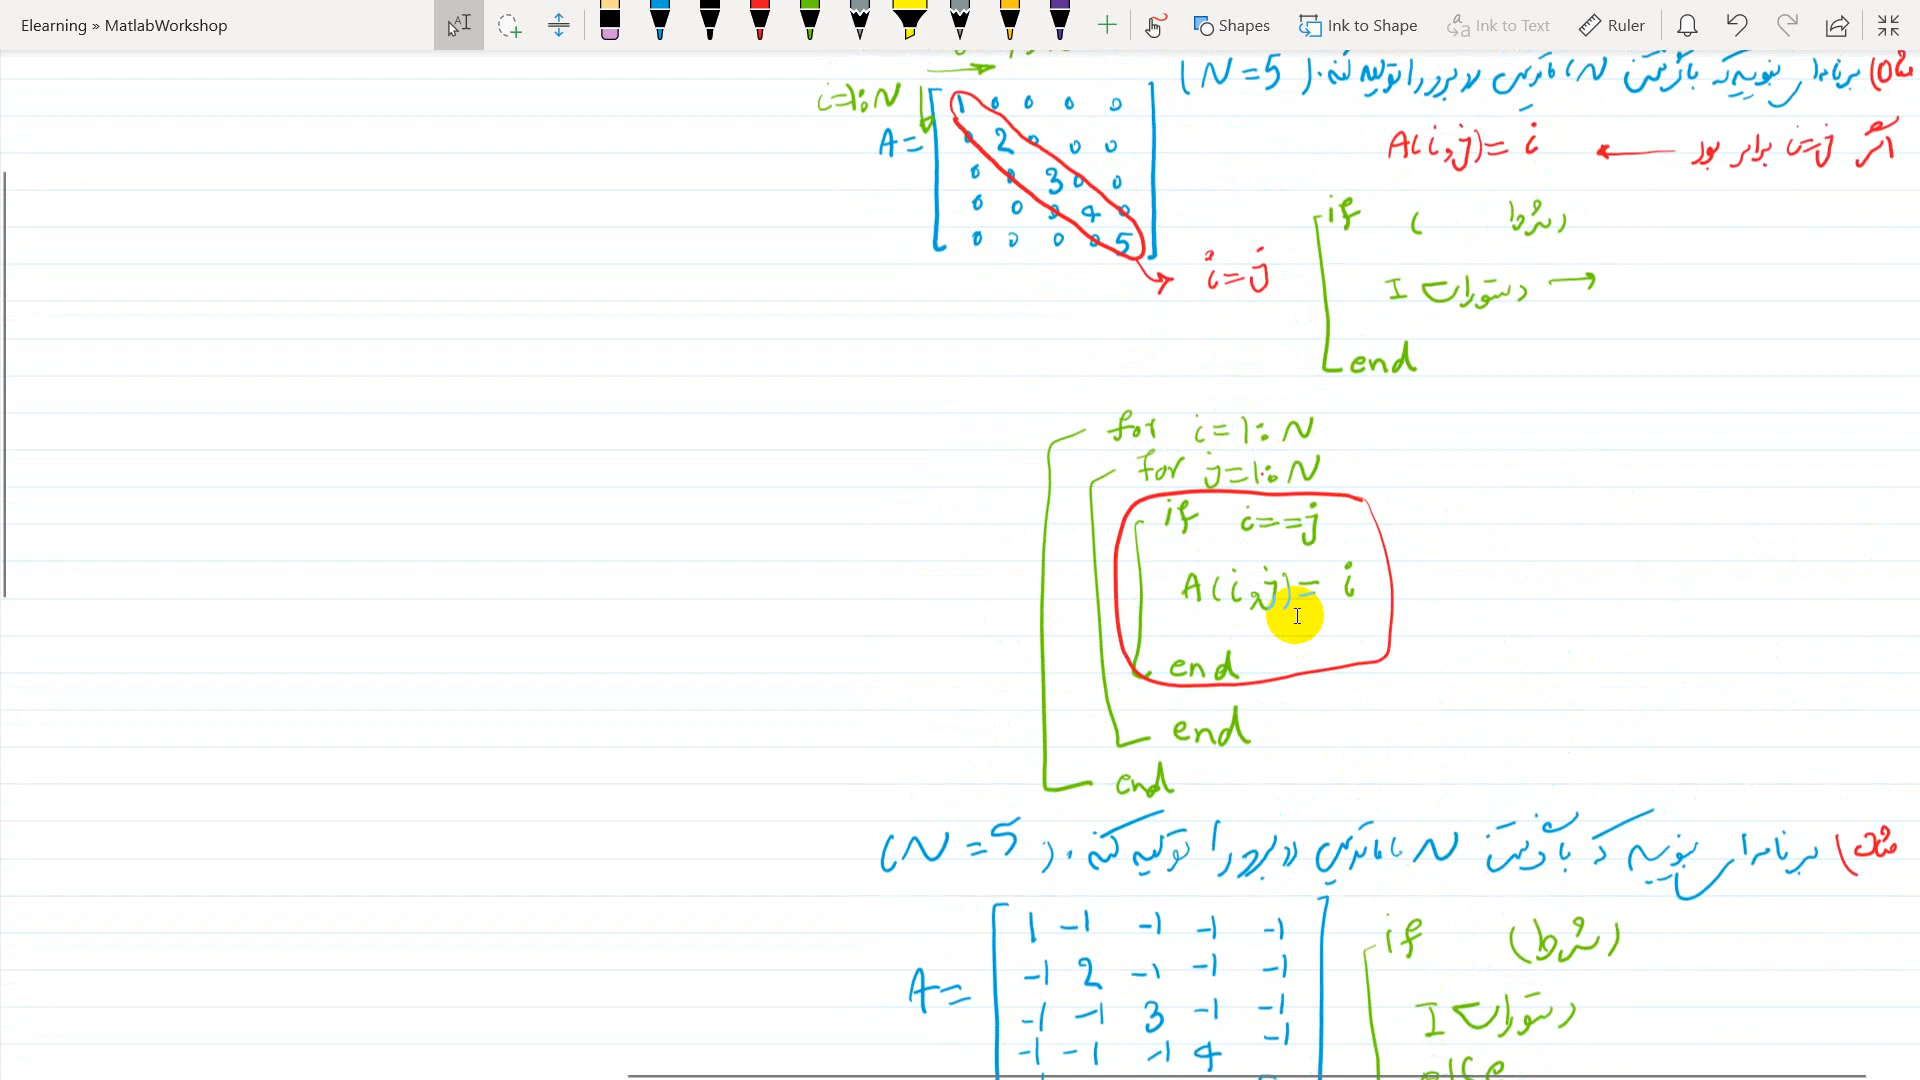 Elearning » MatlabWorkshop
Shapes
Ink to Shape
Ink to Text
Ruler
مثال) برنامه‌ای بنویسید که با گرفتن N، ماتریس زیر را تولید کند. (N=5)
i=1:N
A=
1 0 0 0 0
0 2 0 0 0
0 0 3 0 0
0 0 0 4 0
0 0 0 0 5
i=j
اگر i=j برابر بود ← A(i,j)=i
if (شرط)
دستورات I →
end
for i=1:N
for j=1:N
if i==j
A(i,j)=i
end
end
end
مثال) برنامه‌ای بنویسید که با گرفتن N ماتریس زیر را تولید کند. (N=5)
A=
1 -1 -1 -1 -1
-1 2 -1 -1 -1
-1 -1 3 -1 -1
-1 -1 -1 4 -1
if (شرط)
دستورات I
else